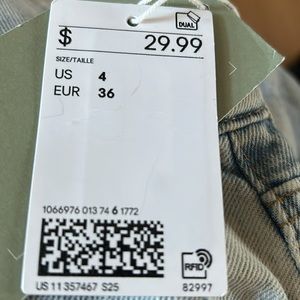 DUAL
$ 29.99
SIZE/TAILLE
US 4
EUR 36
1066976 013 74 6 1772
RFID
US 11 357467 S25 82997